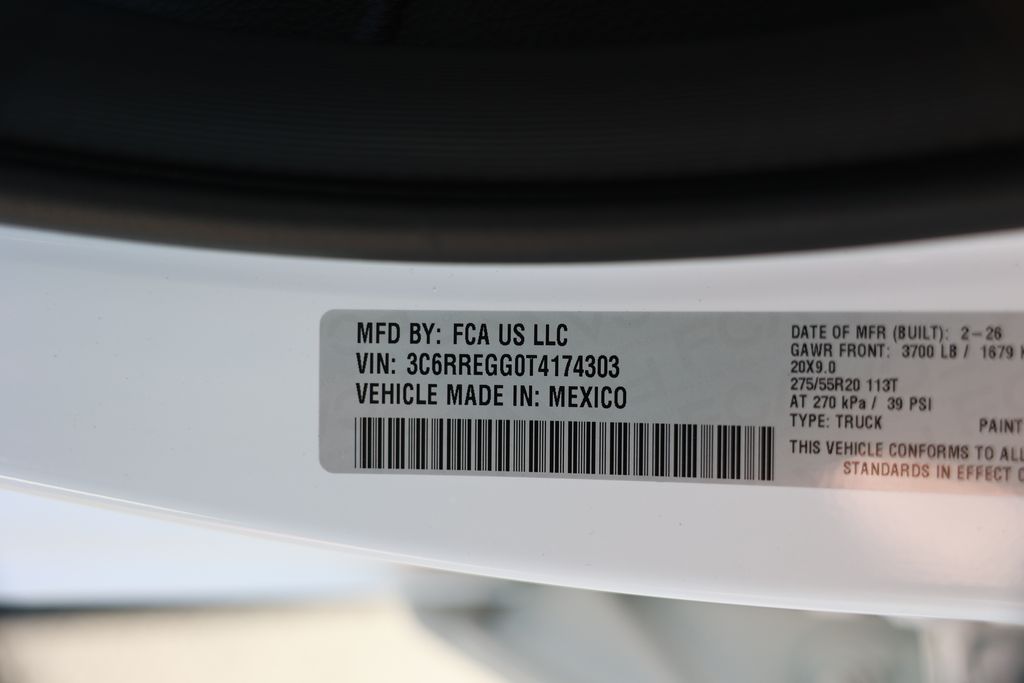 MFD BY: FCA US LLC
VIN: 3C6RREGG0T4174303
VEHICLE MADE IN: MEXICO
DATE OF MFR (BUILT): 2-26
GAWR FRONT: 3700 LB / 1679 K
20X9.0
275/55R20 113T
AT 270 kPa / 39 PSI
TYPE: TRUCK PAINT
THIS VEHICLE CONFORMS TO ALL
STANDARDS IN EFFECT O